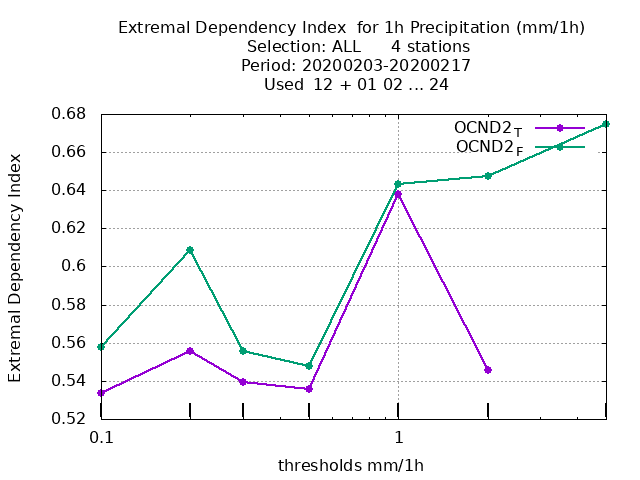 Extremal Dependency Index  for 1h Precipitation (mm/1h)
Selection: ALL      4 stations
Period: 20200203-20200217
Used  12 + 01 02 ... 24
OCND2T
OCND2F
0.68
0.66
0.64
0.62
0.6
0.58
0.56
0.54
0.52
Extremal Dependency Index
0.1
1
thresholds mm/1h